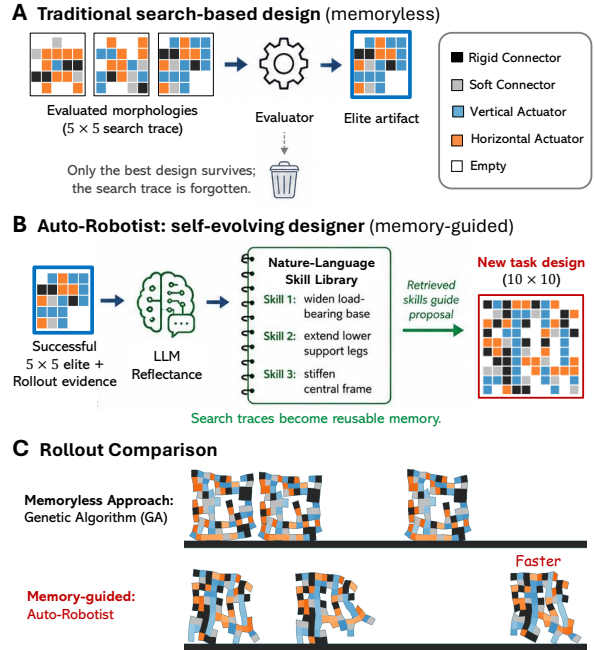 A Traditional search-based design (memoryless)
Evaluated morphologies
(5 × 5 search trace)
Evaluator
Elite artifact
Rigid Connector
Soft Connector
Vertical Actuator
Horizontal Actuator
Empty
Only the best design survives;
the search trace is forgotten.
B Auto-Robotist: self-evolving designer (memory-guided)
Successful
5 × 5 elite +
Rollout evidence
LLM
Reflectance
Nature-Language
Skill Library
Skill 1: widen load-
bearing base
Skill 2: extend lower
support legs
Skill 3: stiffen
central frame
Retrieved
skills guide
proposal
New task design
(10 × 10)
Search traces become reusable memory.
C Rollout Comparison
Memoryless Approach:
Genetic Algorithm (GA)
Faster
Memory-guided:
Auto-Robotist